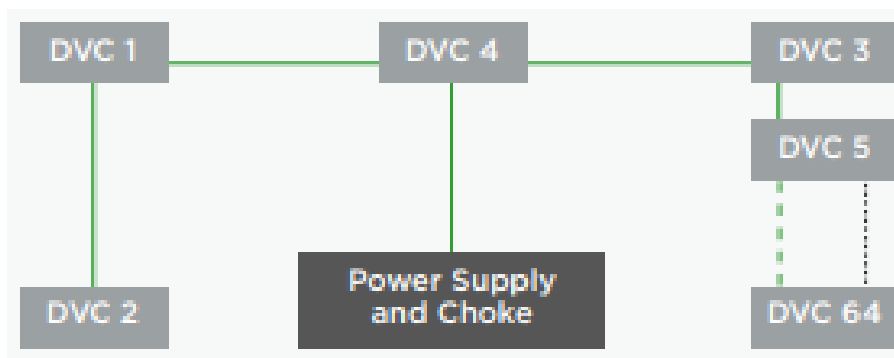 DVC 1
DVC 4
DVC 3
DVC 5
Power Supply
and Choke
DVC 2
DVC 64